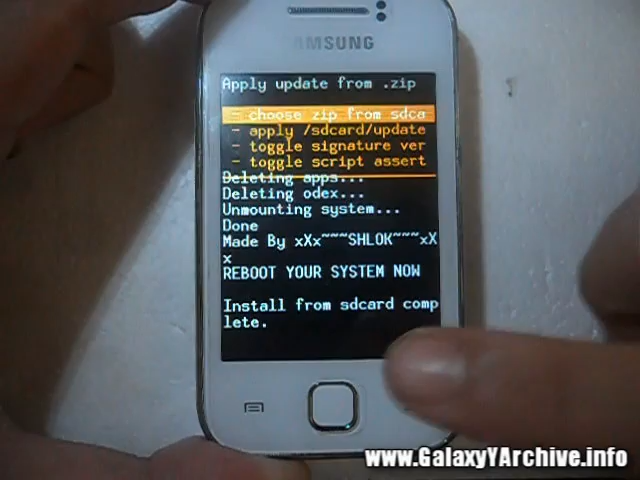 SAMSUNG
Apply update from .zip
- choose zip from sdca
- apply /sdcard/update
- toggle signature ver
- toggle script assert
Deleting apps...
Deleting odex...
Unmounting system...
Done
Made By xXx~~~SHLOK~~~xX
x
REBOOT YOUR SYSTEM NOW
Install from sdcard comp
lete.
www.GalaxyYArchive.info